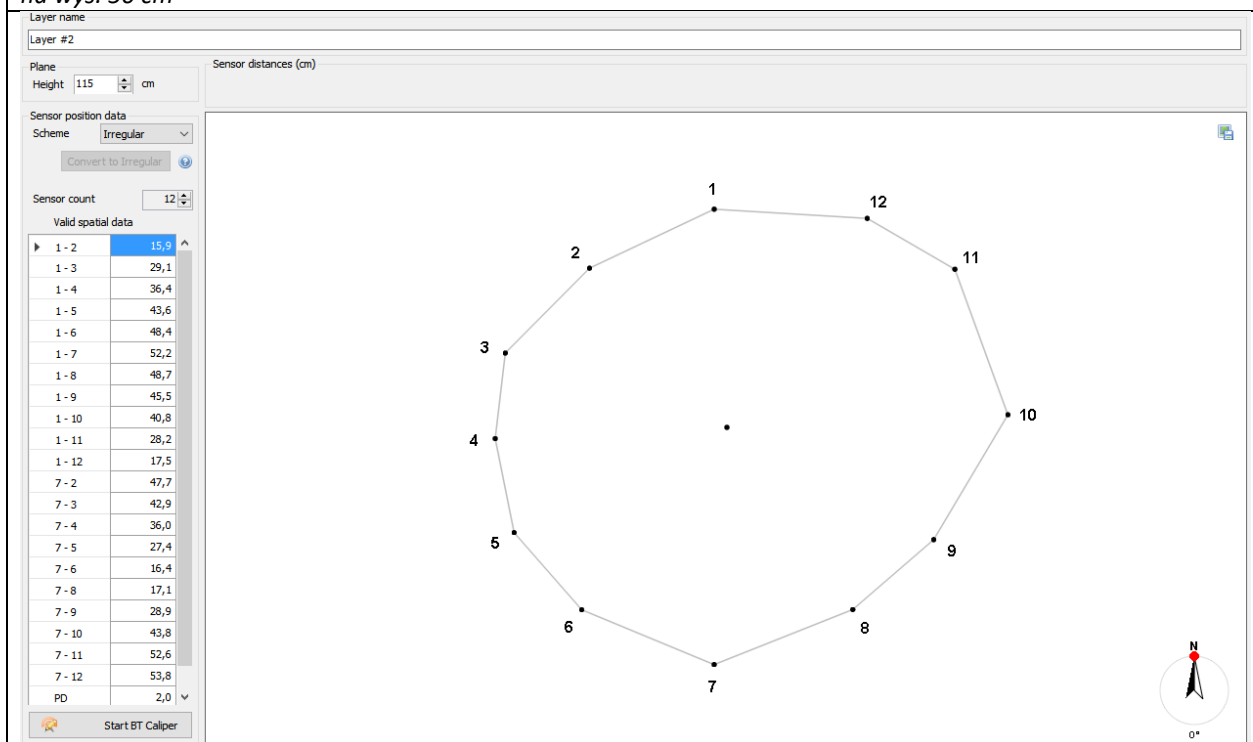 na wys. 50 cm
Layer name
Layer #2
Plane
Height 115 cm
Sensor distances (cm)
Sensor position data
Scheme Irregular
Convert to Irregular
Sensor count 12
Valid spatial data
1 - 2 15,9
1 - 3 29,1
1 - 4 36,4
1 - 5 43,6
1 - 6 48,4
1 - 7 52,2
1 - 8 48,7
1 - 9 45,5
1 - 10 40,8
1 - 11 28,2
1 - 12 17,5
7 - 2 47,7
7 - 3 42,9
7 - 4 36,0
7 - 5 27,4
7 - 6 16,4
7 - 8 17,1
7 - 9 28,9
7 - 10 43,8
7 - 11 52,6
7 - 12 53,8
PD 2,0
Start BT Caliper
1
12
2
11
3
10
4
5
9
6
8
7
N
0°